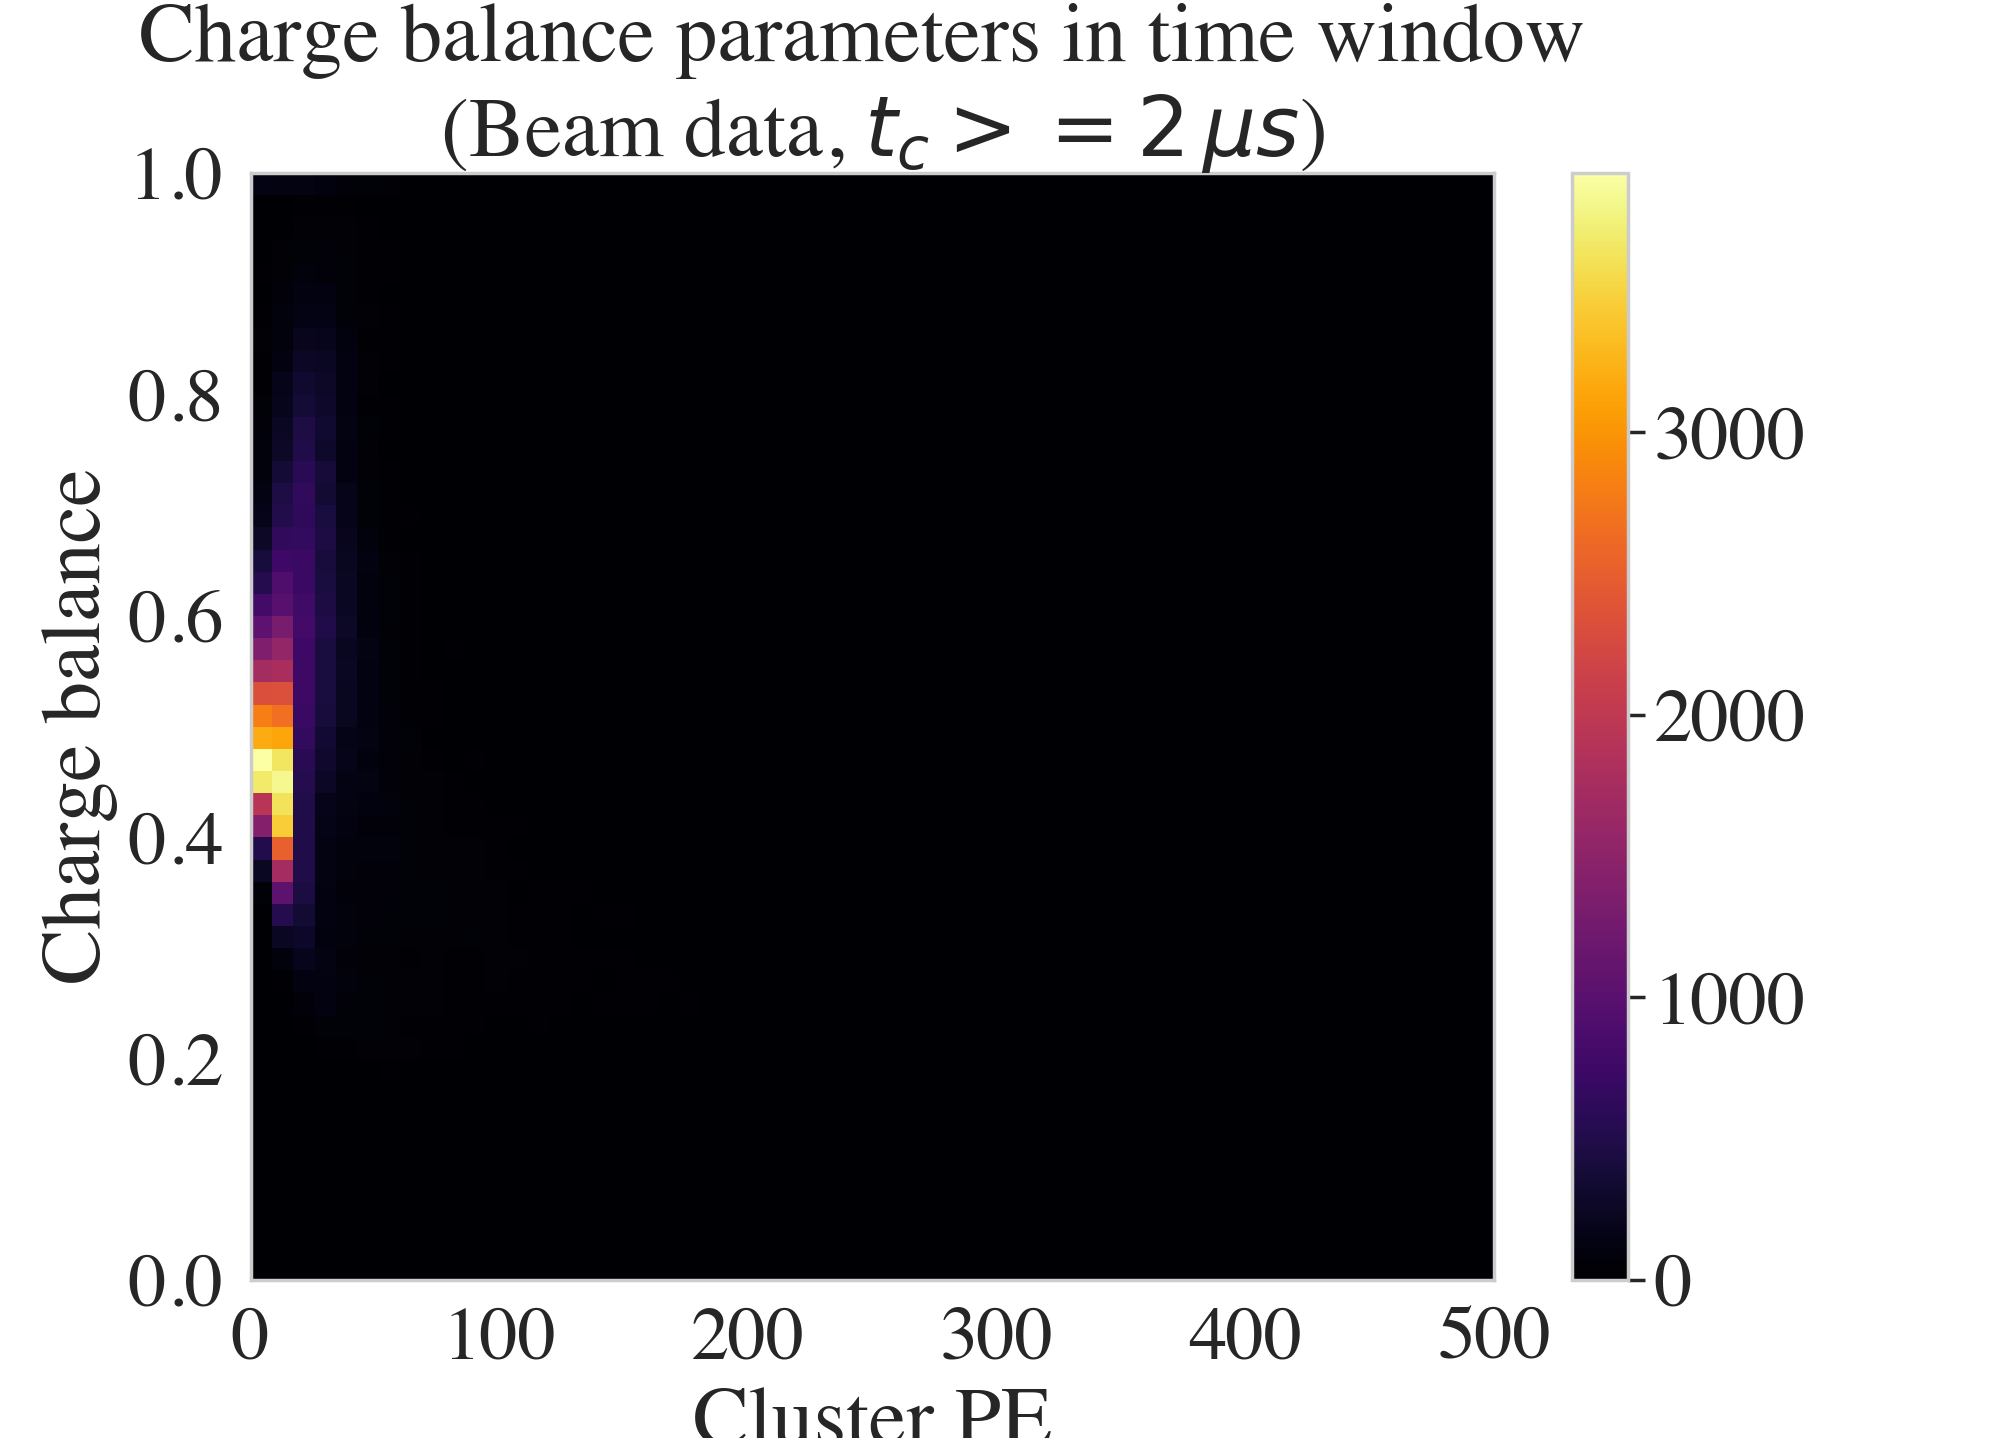 Charge balance parameters in time window
(Beam data, t_c > = 2 μs)
1.0
0.8
0.6
0.4
0.2
0.0
Charge balance
0 100 200 300 400 500
Cluster PE
3000
2000
1000
0